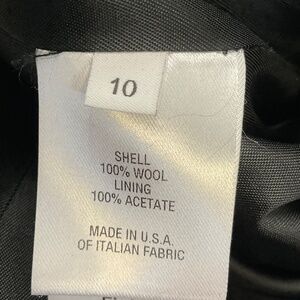 10
SHELL
100% WOOL
LINING
100% ACETATE
MADE IN U.S.A.
OF ITALIAN FABRIC